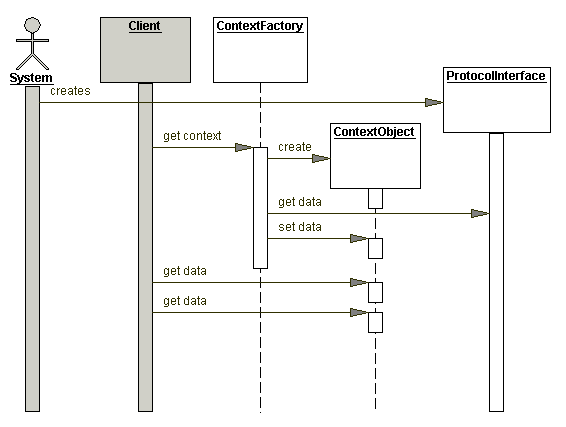 Client
ContextFactory
System
ProtocolInterface
creates
ContextObject
get context
create
get data
set data
get data
get data